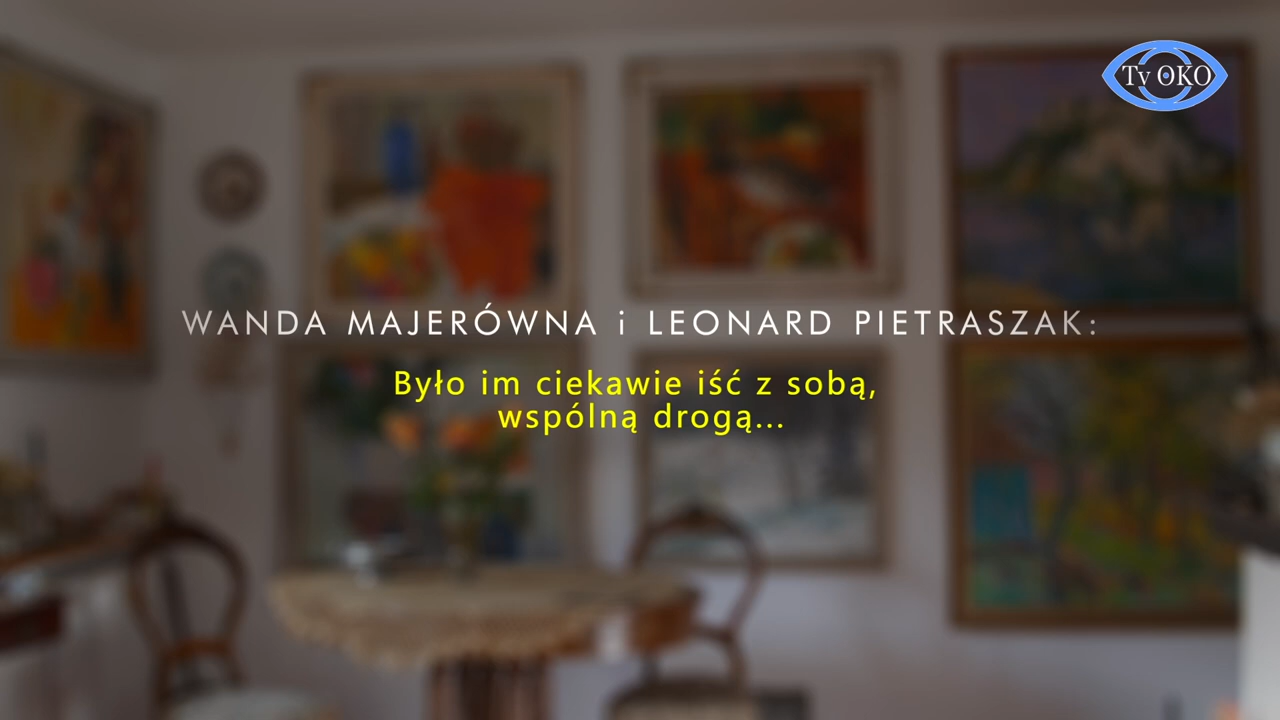 Tv OKO
WANDA MAJERÓWNA i LEONARD PIETRASZAK:
Było im ciekawie iść z sobą,
wspólną drogą...